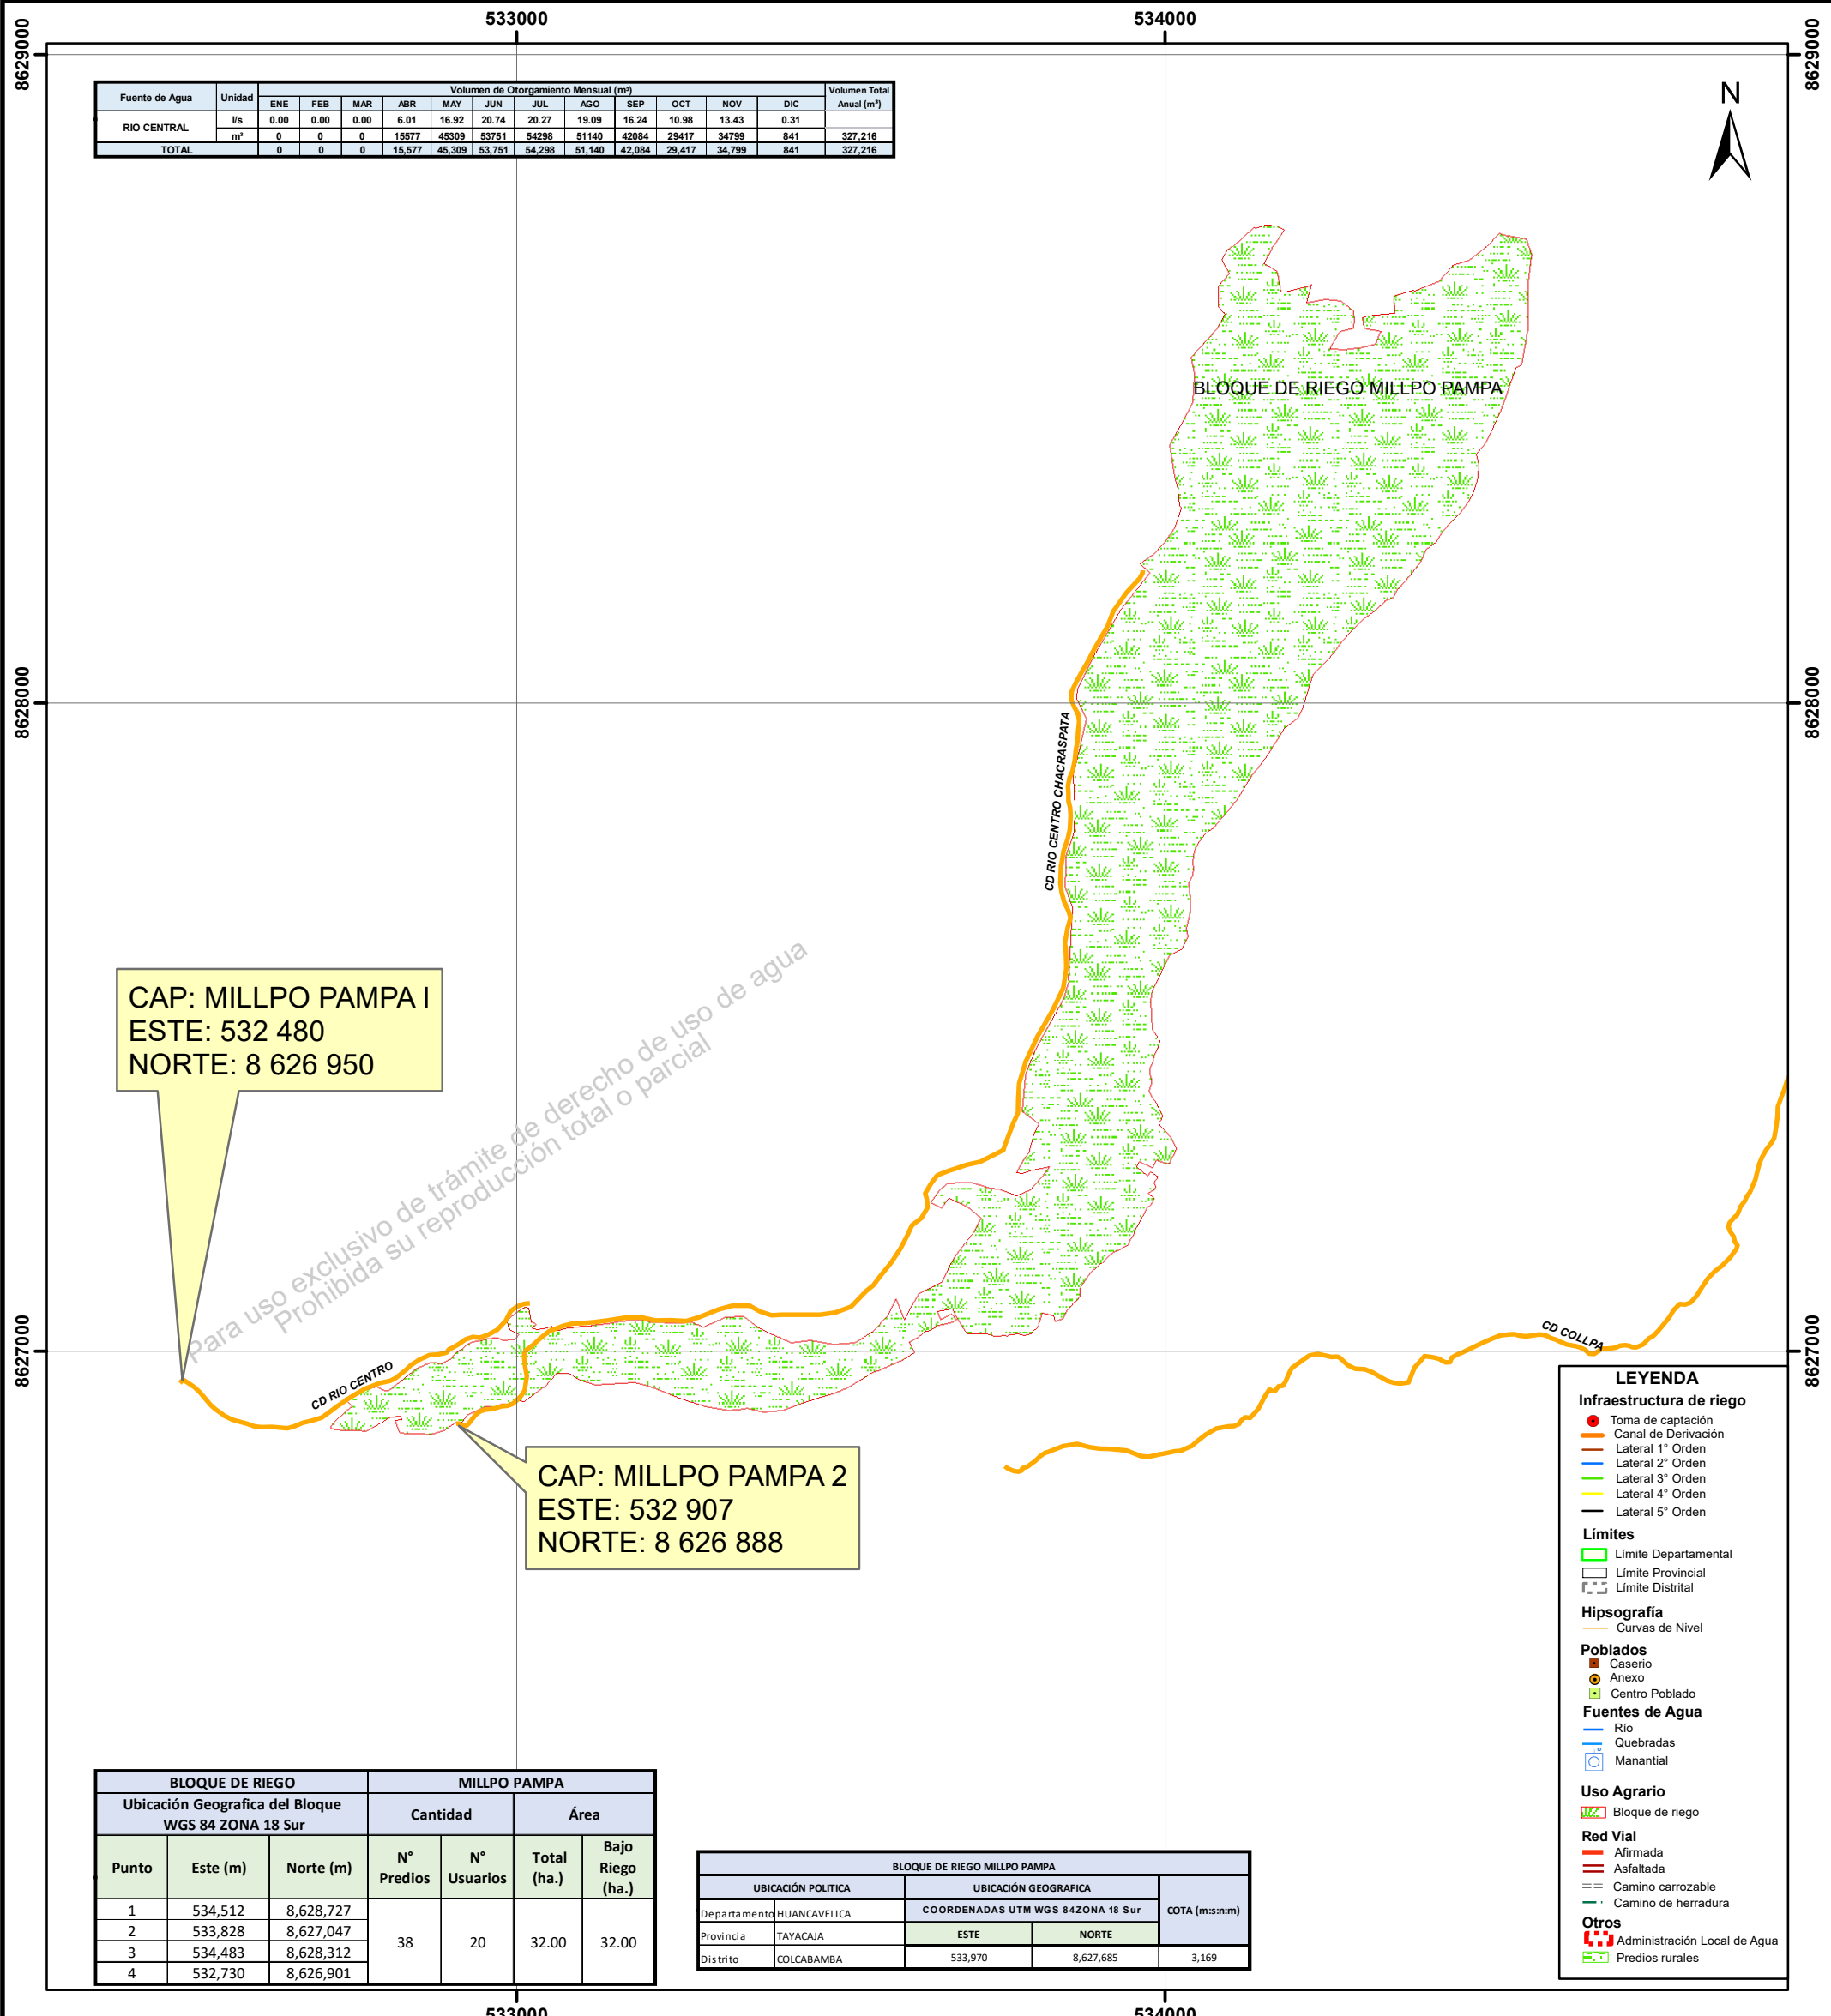 533000 534000
8629000 8629000
Fuente de Agua Unidad Volumen de Otorgamiento Mensual (m³) Volumen Total Anual (m³)
ENE FEB MAR ABR MAY JUN JUL AGO SEP OCT NOV DIC
RIO CENTRAL l/s 0.00 0.00 0.00 6.01 16.92 20.74 20.27 19.09 16.24 10.98 13.43 0.31
m³ 0 0 0 15577 45309 53751 54298 51140 42084 29417 34799 841 327,216
TOTAL 0 0 0 15,577 45,309 53,751 54,298 51,140 42,084 29,417 34,799 841 327,216
N
BLOQUE DE RIEGO MILLPO PAMPA
8628000 8628000
CD RIO CENTRO CHACRASPATA
CAP: MILLPO PAMPA I
ESTE: 532 480
NORTE: 8 626 950
Para uso exclusivo de trámite de derecho de uso de agua
Prohibida su reproducción total o parcial
8627000 8627000
CD RIO CENTRO
CD COLLPA
CAP: MILLPO PAMPA 2
ESTE: 532 907
NORTE: 8 626 888
LEYENDA
Infraestructura de riego
Toma de captación
Canal de Derivación
Lateral 1° Orden
Lateral 2° Orden
Lateral 3° Orden
Lateral 4° Orden
Lateral 5° Orden
Límites
Límite Departamental
Límite Provincial
Límite Distrital
Hipsografía
Curvas de Nivel
Poblados
Caserio
Anexo
Centro Poblado
Fuentes de Agua
Río
Quebradas
Manantial
Uso Agrario
Bloque de riego
Red Vial
Afirmada
Asfaltada
Camino carrozable
Camino de herradura
Otros
Administración Local de Agua
Predios rurales
BLOQUE DE RIEGO MILLPO PAMPA
Ubicación Geografica del Bloque
WGS 84 ZONA 18 Sur
Cantidad Área
Punto Este (m) Norte (m) N° Predios N° Usuarios Total (ha.) Bajo Riego (ha.)
1 534,512 8,628,727
2 533,828 8,627,047
3 534,483 8,628,312
4 532,730 8,626,901
38 20 32.00 32.00
BLOQUE DE RIEGO MILLPO PAMPA
UBICACIÓN POLITICA UBICACIÓN GEOGRAFICA COTA (m:s:n:m)
Departamento HUANCAVELICA COORDENADAS UTM WGS 84ZONA 18 Sur
Provincia TAYACAJA ESTE NORTE
Distrito COLCABAMBA 533,970 8,627,685 3,169
533000 534000